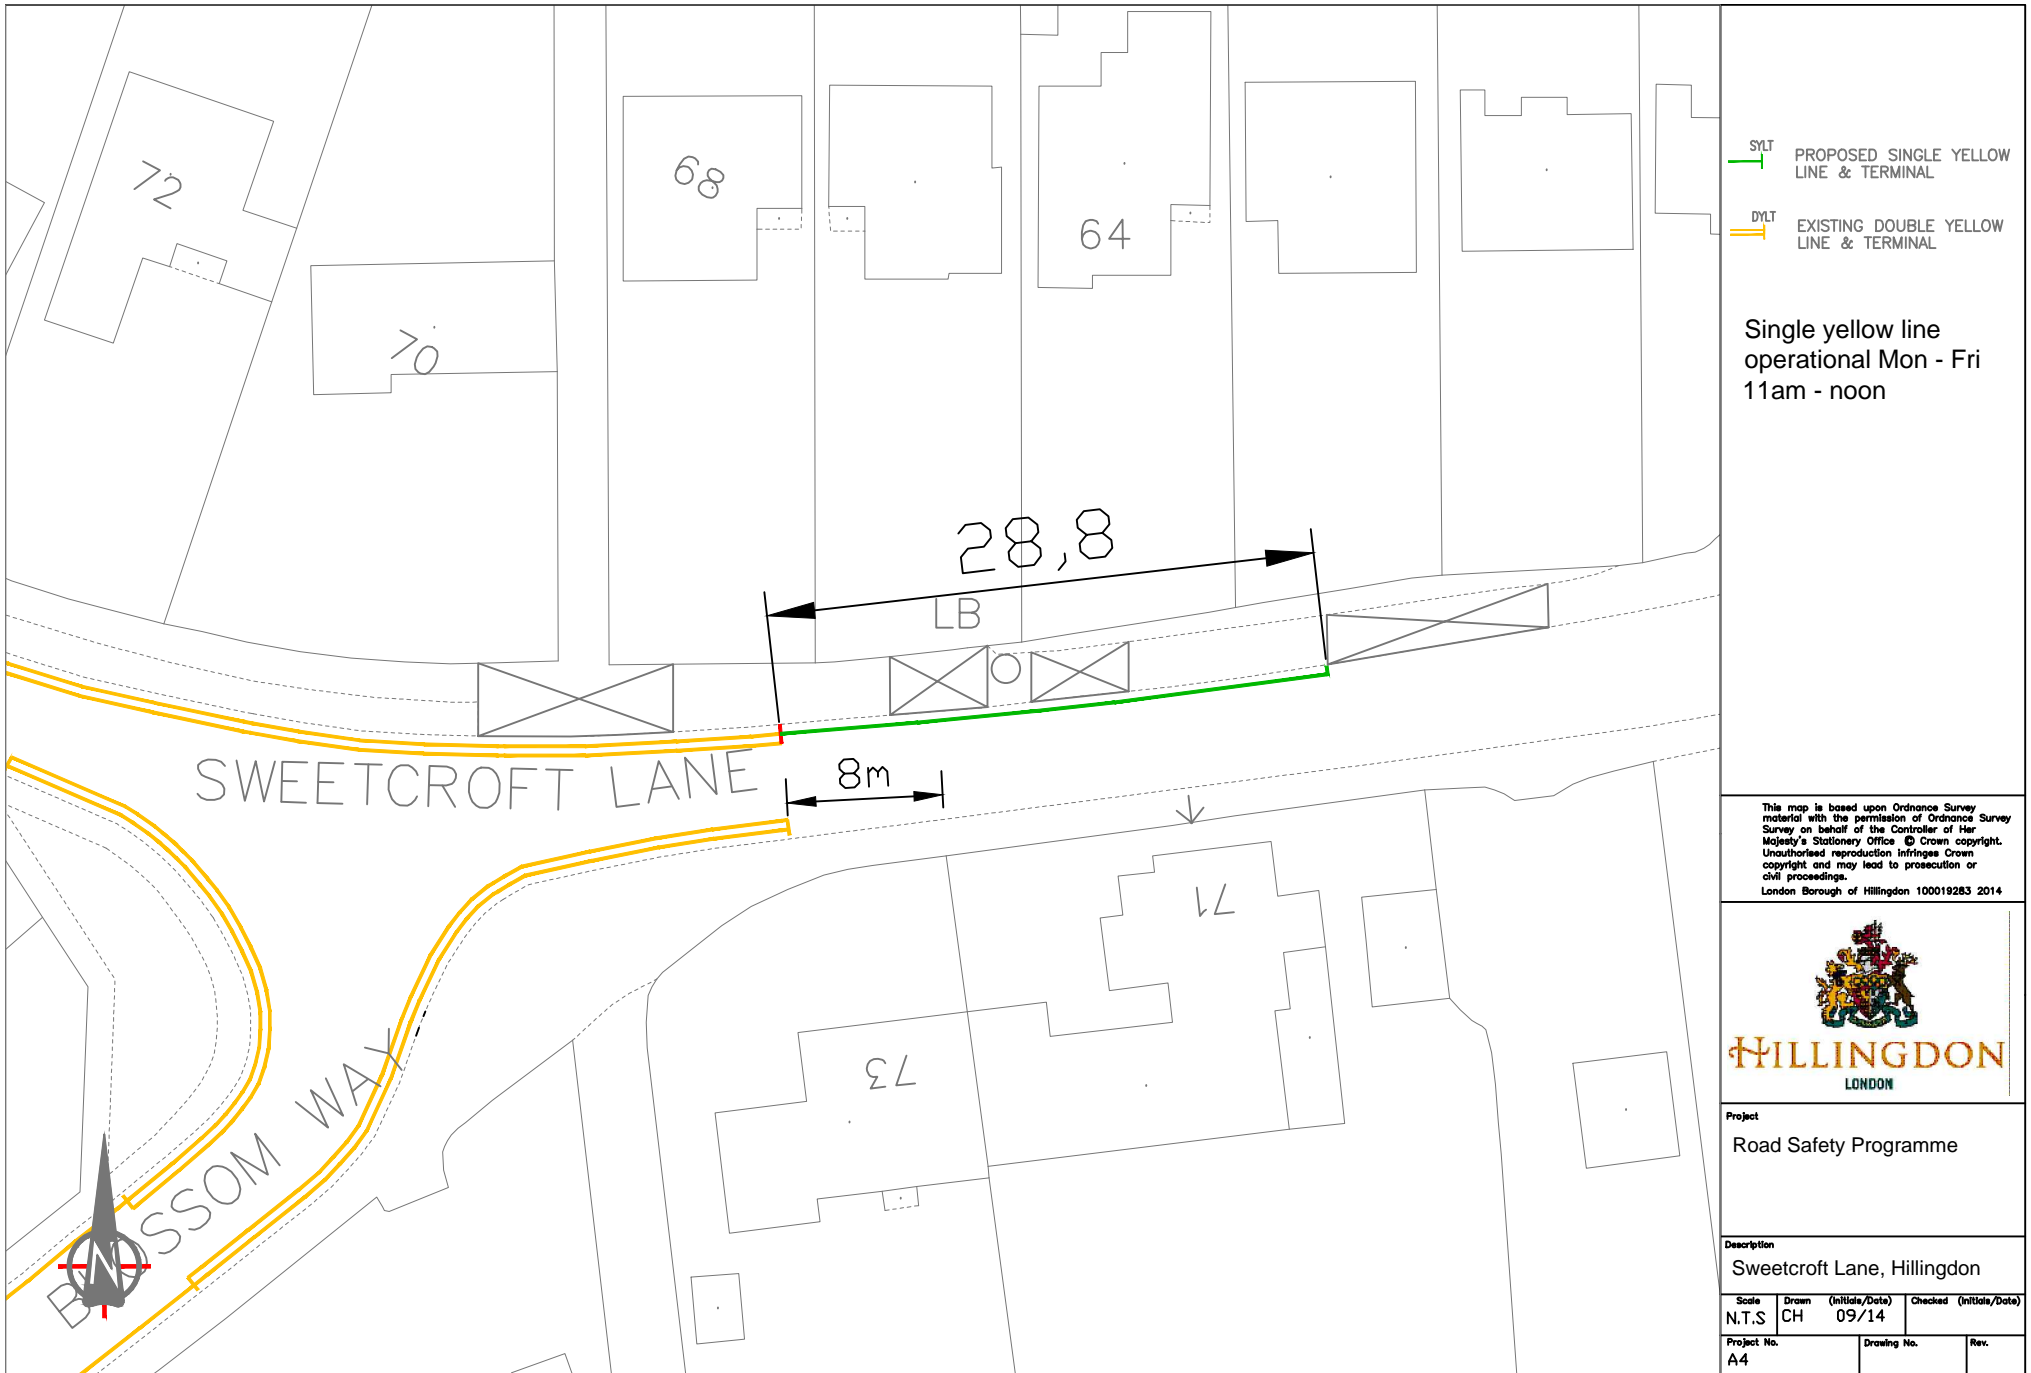 72
68
64
70
28,8
LB
SWEETCROFT LANE
8m
71
73
BLOSSOM WAY
N
SYLT
PROPOSED SINGLE YELLOW
LINE & TERMINAL
DYLT
EXISTING DOUBLE YELLOW
LINE & TERMINAL
Single yellow line
operational Mon - Fri
11am - noon
This map is based upon Ordnance Survey
material with the permission of Ordnance Survey
Survey on behalf of the Controller of Her
Majesty's Stationery Office © Crown copyright.
Unauthorised reproduction infringes Crown
copyright and may lead to prosecution or
civil proceedings.
London Borough of Hillingdon 100019283 2014
HILLINGDON
LONDON
Project
Road Safety Programme
Description
Sweetcroft Lane, Hillingdon
Scale Drawn (Initials/Date) Checked (Initials/Date)
N.T.S CH 09/14
Project No. Drawing No. Rev.
A4